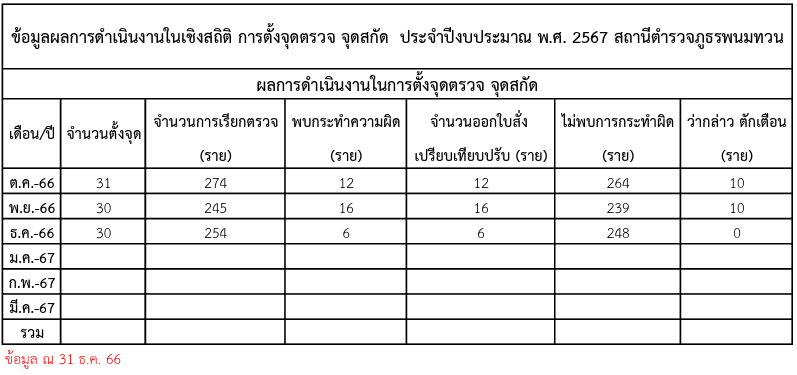 ข้อมูลผลการดำเนินงานในเชิงสถิติ การตั้งจุดตรวจ จุดสกัด ประจำปีงบประมาณ พ.ศ. 2567 สถานีตำรวจภูธรพนมทวน
ผลการดำเนินงานในการตั้งจุดตรวจ จุดสกัด
เดือน/ปี จำนวนตั้งจุด จำนวนการเรียกตรวจ (ราย) พบกระทำความผิด (ราย) จำนวนออกใบสั่ง เปรียบเทียบปรับ (ราย) ไม่พบการกระทำผิด (ราย) ว่ากล่าว ตักเตือน (ราย)
ต.ค.-66 31 274 12 12 264 10
พ.ย.-66 30 245 16 16 239 10
ธ.ค.-66 30 254 6 6 248 0
ม.ค.-67
ก.พ.-67
มี.ค.-67
รวม
ข้อมูล ณ 31 ธ.ค. 66